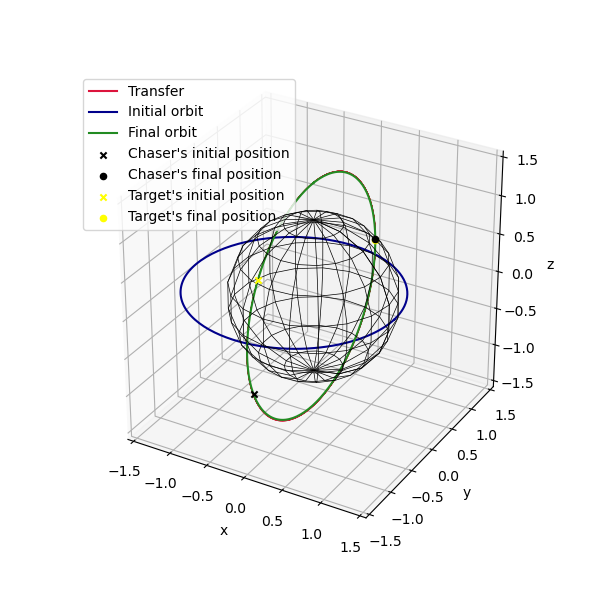 Transfer
Initial orbit
Final orbit
Chaser's initial position
Chaser's final position
Target's initial position
Target's final position
1.5
1.0
0.5
0.0
−0.5
−1.0
−1.5
z
−1.5
−1.0
−0.5
0.0
0.5
1.0
1.5
x
−1.5
−1.0
−0.5
0.0
0.5
1.0
1.5
y